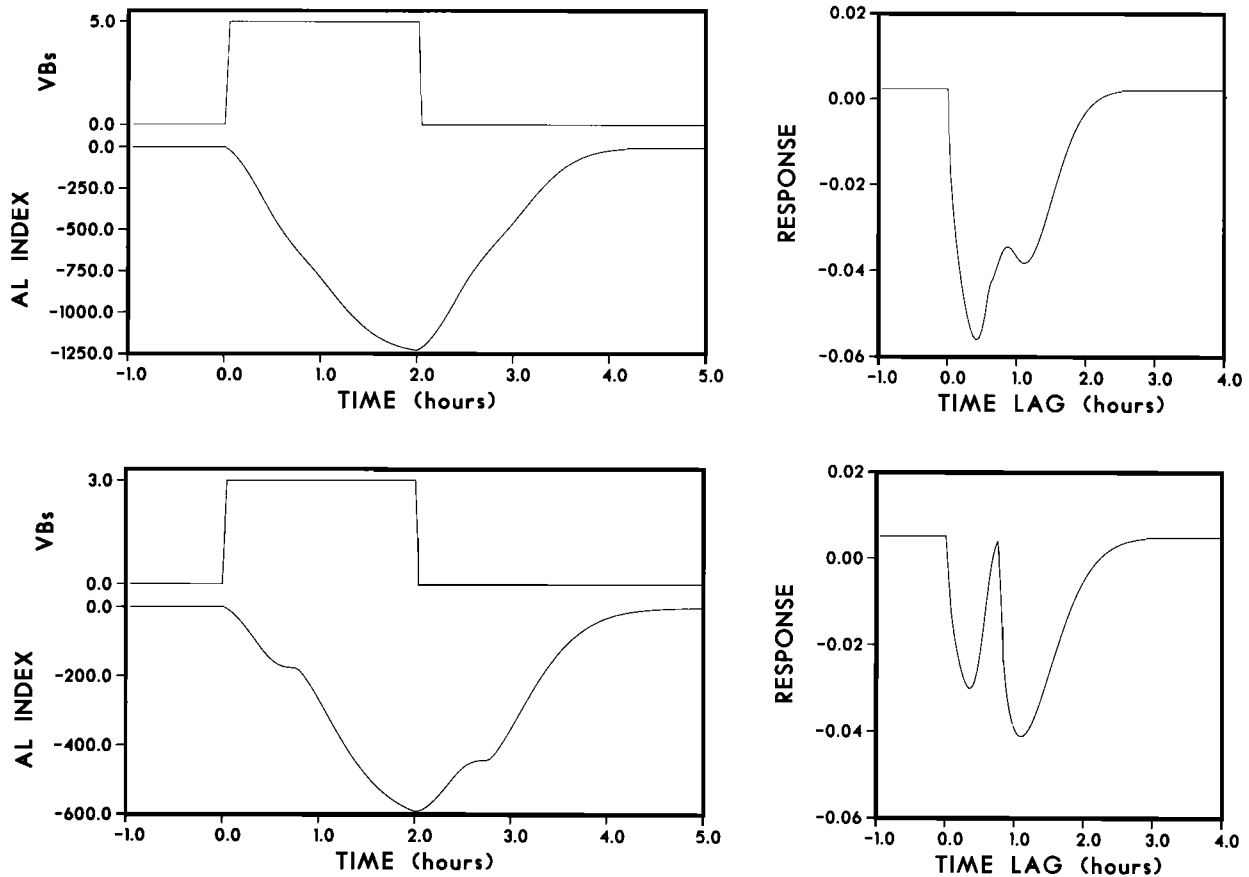 VBs
5.0
0.0
AL INDEX
0.0
-250.0
-500.0
-750.0
-1000.0
-1250.0
-1.0 0.0 1.0 2.0 3.0 4.0 5.0
TIME (hours)
RESPONSE
0.02
0.00
-0.02
-0.04
-0.06
-1.0 0.0 1.0 2.0 3.0 4.0
TIME LAG (hours)
VBs
3.0
0.0
AL INDEX
0.0
-200.0
-400.0
-600.0
-1.0 0.0 1.0 2.0 3.0 4.0 5.0
TIME (hours)
RESPONSE
0.02
0.00
-0.02
-0.04
-0.06
-1.0 0.0 1.0 2.0 3.0 4.0
TIME LAG (hours)